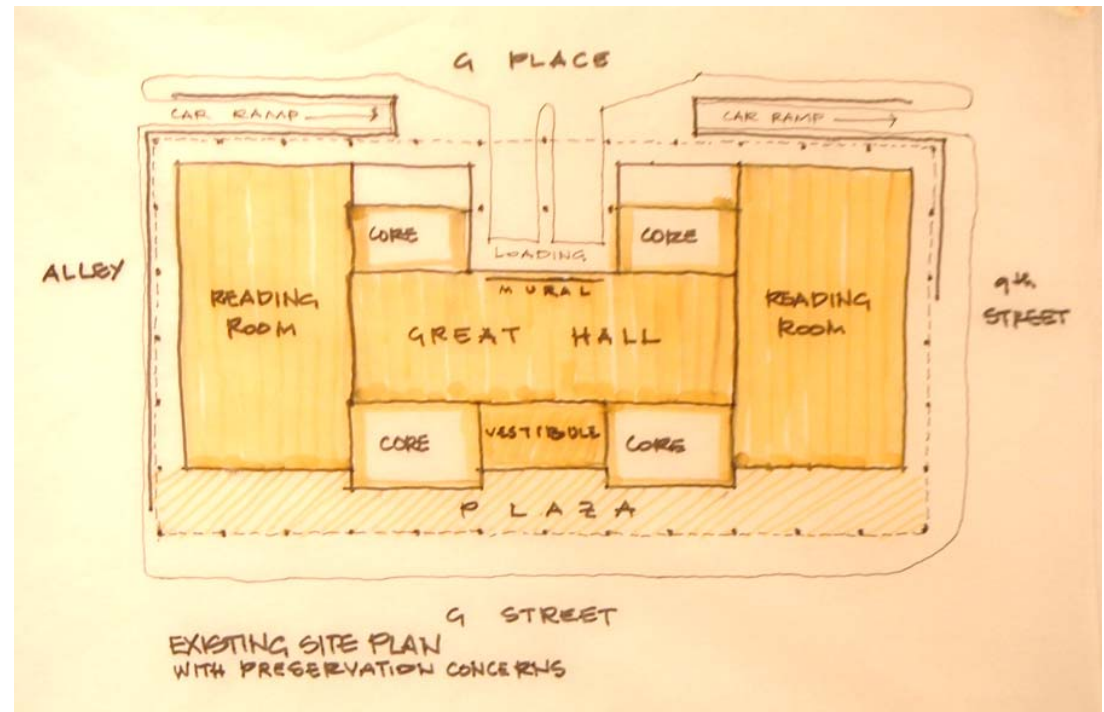 G PLACE
CAR RAMP
CAR RAMP
CORE
CORE
LOADING
MURAL
ALLEY
READING
ROOM
GREAT HALL
READING
ROOM
9th
STREET
CORE
VESTIBULE
CORE
PLAZA
G STREET
EXISTING SITE PLAN
WITH PRESERVATION CONCERNS